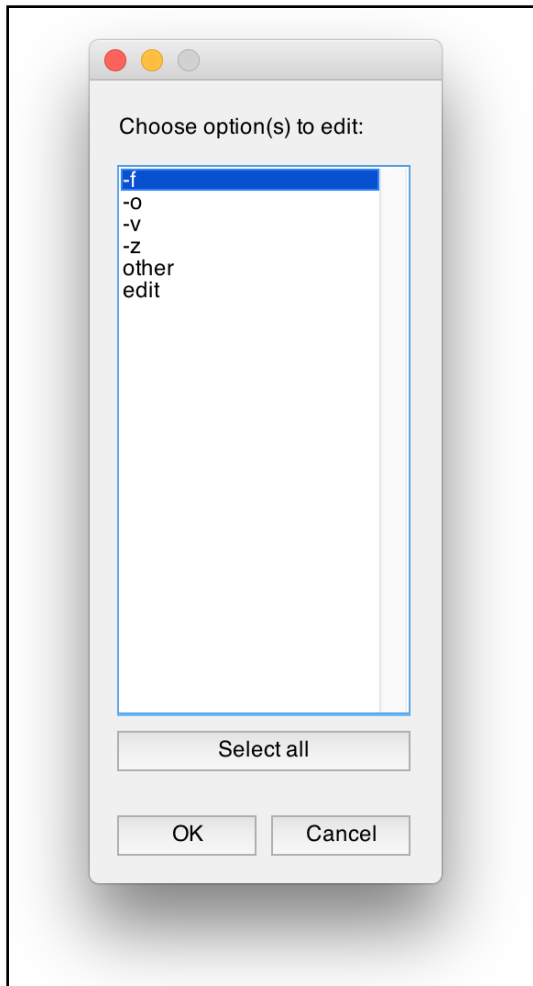 Choose option(s) to edit:
-f
-o
-v
-z
other
edit
Select all
OK Cancel